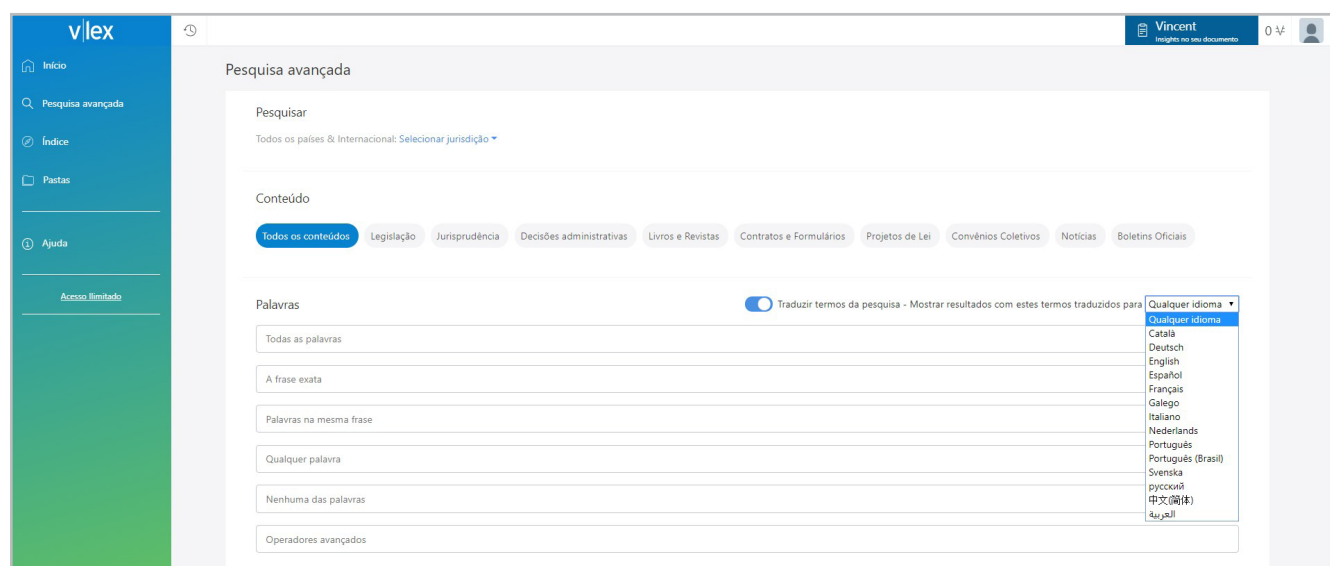 v|lex
Vincent
Insights no seu documento
0
Início
Pesquisa avançada
Índice
Pastas
Ajuda
Acesso Ilimitado
Pesquisa avançada
Pesquisar
Todos os países & Internacional: Selecionar jurisdição
Conteúdo
Todos os conteúdos Legislação Jurisprudência Decisões administrativas Livros e Revistas Contratos e Formulários Projetos de Lei Convênios Coletivos Notícias Boletins Oficiais
Palavras
Traduzir termos da pesquisa - Mostrar resultados com estes termos traduzidos para Qualquer idioma
Qualquer idioma
Català
Deutsch
English
Español
Français
Galego
Italiano
Nederlands
Português
Português (Brasil)
Svenska
русский
中文(简体)
العربية
Todas as palavras
A frase exata
Palavras na mesma frase
Qualquer palavra
Nenhuma das palavras
Operadores avançados